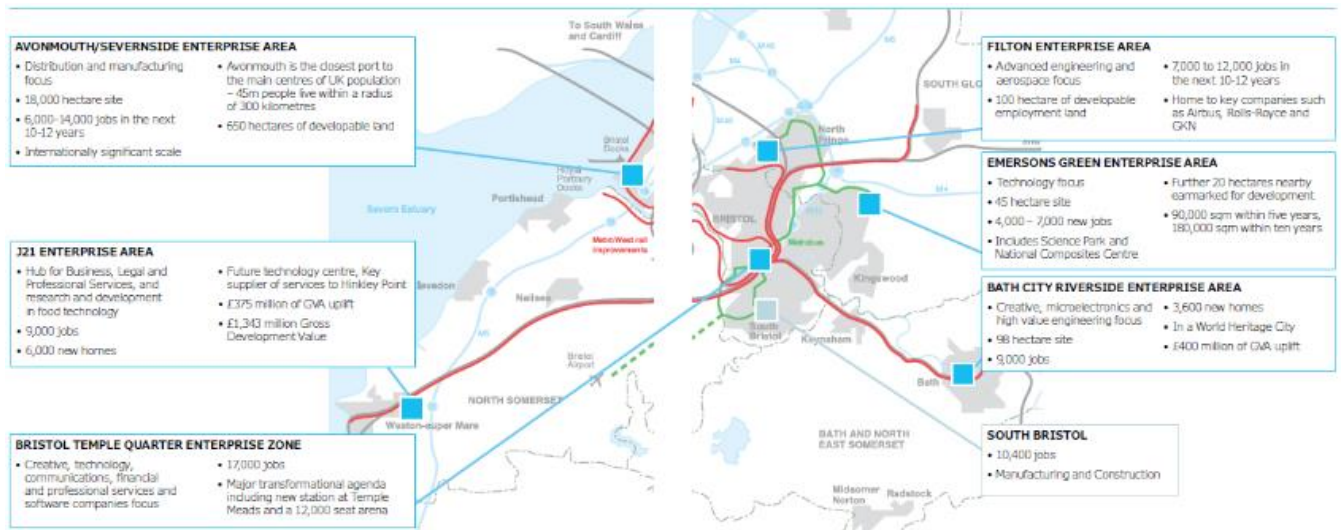 AVONMOUTH/SEVERNSIDE ENTERPRISE AREA
• Distribution and manufacturing
focus
• 18,000 hectare site
• 6,000-14,000 jobs in the next
10-12 years
• Internationally significant scale
• Avonmouth is the closest port to
the main centres of UK population
– 45m people live within a radius
of 300 kilometres
• 650 hectares of developable land
J21 ENTERPRISE AREA
• Hub for Business, Legal and
Professional Services, and
research and development
in food technology
• 9,000 jobs
• 6,000 new homes
• Future technology centre, Key
supplier of services to Hinkley Point
• £375 million of GVA uplift
• £1,343 million Gross
Development Value
BRISTOL TEMPLE QUARTER ENTERPRISE ZONE
• Creative, technology,
communications, financial
and professional services and
software companies focus
• 17,000 jobs
• Major transformational agenda
including new station at Temple
Meads and a 12,000 seat arena
To South Wales
and Cardiff
Bristol
Docks
Royal
Portbury
Docks
Portishead
Severn Estuary
MetroWest rail
improvements
Nailsea
M5
Bristol
Airport
NORTH SOMERSET
Weston-super Mare
M5
M4
SOUTH
North
BRISTOL
Metrobus
M4
Kingswood
South
Bristol
Keynsham
Bath
BATH AND NORTH
EAST SOMERSET
Midsomer
Norton
Radstock
FILTON ENTERPRISE AREA
• Advanced engineering and
aerospace focus
• 100 hectare of developable
employment land
• 7,000 to 12,000 jobs in
the next 10-12 years
• Home to key companies such
as Airbus, Rolls-Royce and
GKN
EMERSONS GREEN ENTERPRISE AREA
• Technology focus
• 45 hectare site
• 4,000 – 7,000 new jobs
• Includes Science Park and
National Composites Centre
• Further 20 hectares nearby
earmarked for development
• 90,000 sqm within five years,
180,000 sqm within ten years
BATH CITY RIVERSIDE ENTERPRISE AREA
• Creative, microelectronics and
high value engineering focus
• 98 hectare site
• 9,000 jobs
• 3,600 new homes
• In a World Heritage City
• £400 million of GVA uplift
SOUTH BRISTOL
• 10,400 jobs
• Manufacturing and Construction